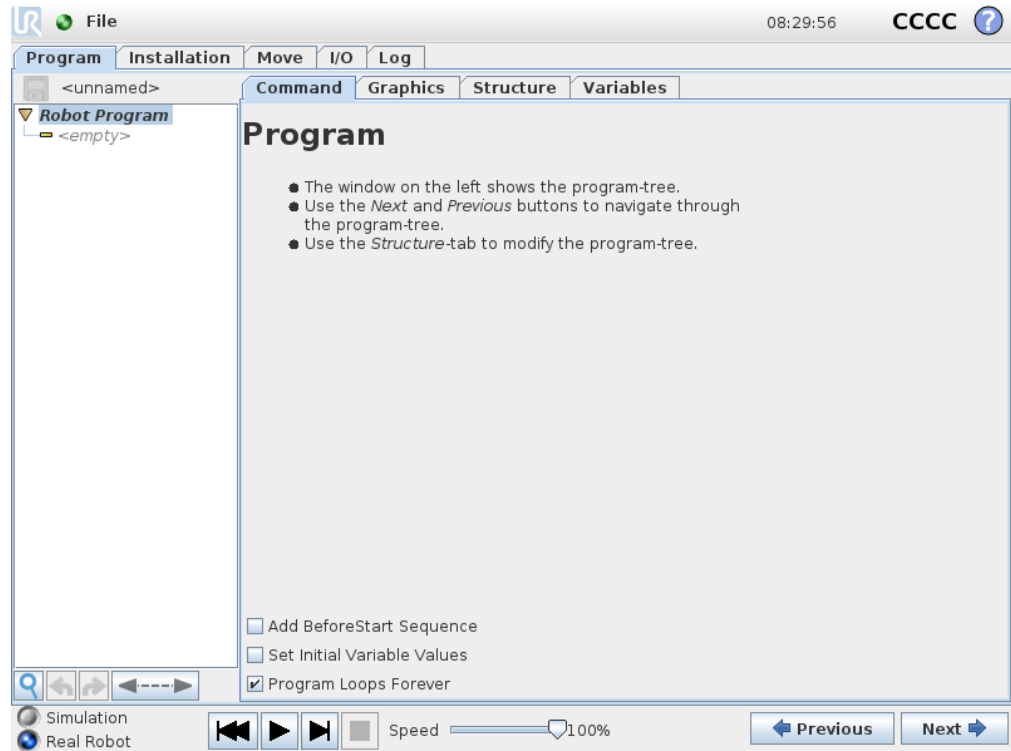 UR File 08:29:56 CCCC ?
Program Installation Move I/O Log
<unnamed>
Command Graphics Structure Variables
Robot Program
<empty>
Program
The window on the left shows the program-tree.
Use the Next and Previous buttons to navigate through
the program-tree.
Use the Structure-tab to modify the program-tree.
Add BeforeStart Sequence
Set Initial Variable Values
Program Loops Forever
Simulation
Real Robot
Speed 100%
Previous Next